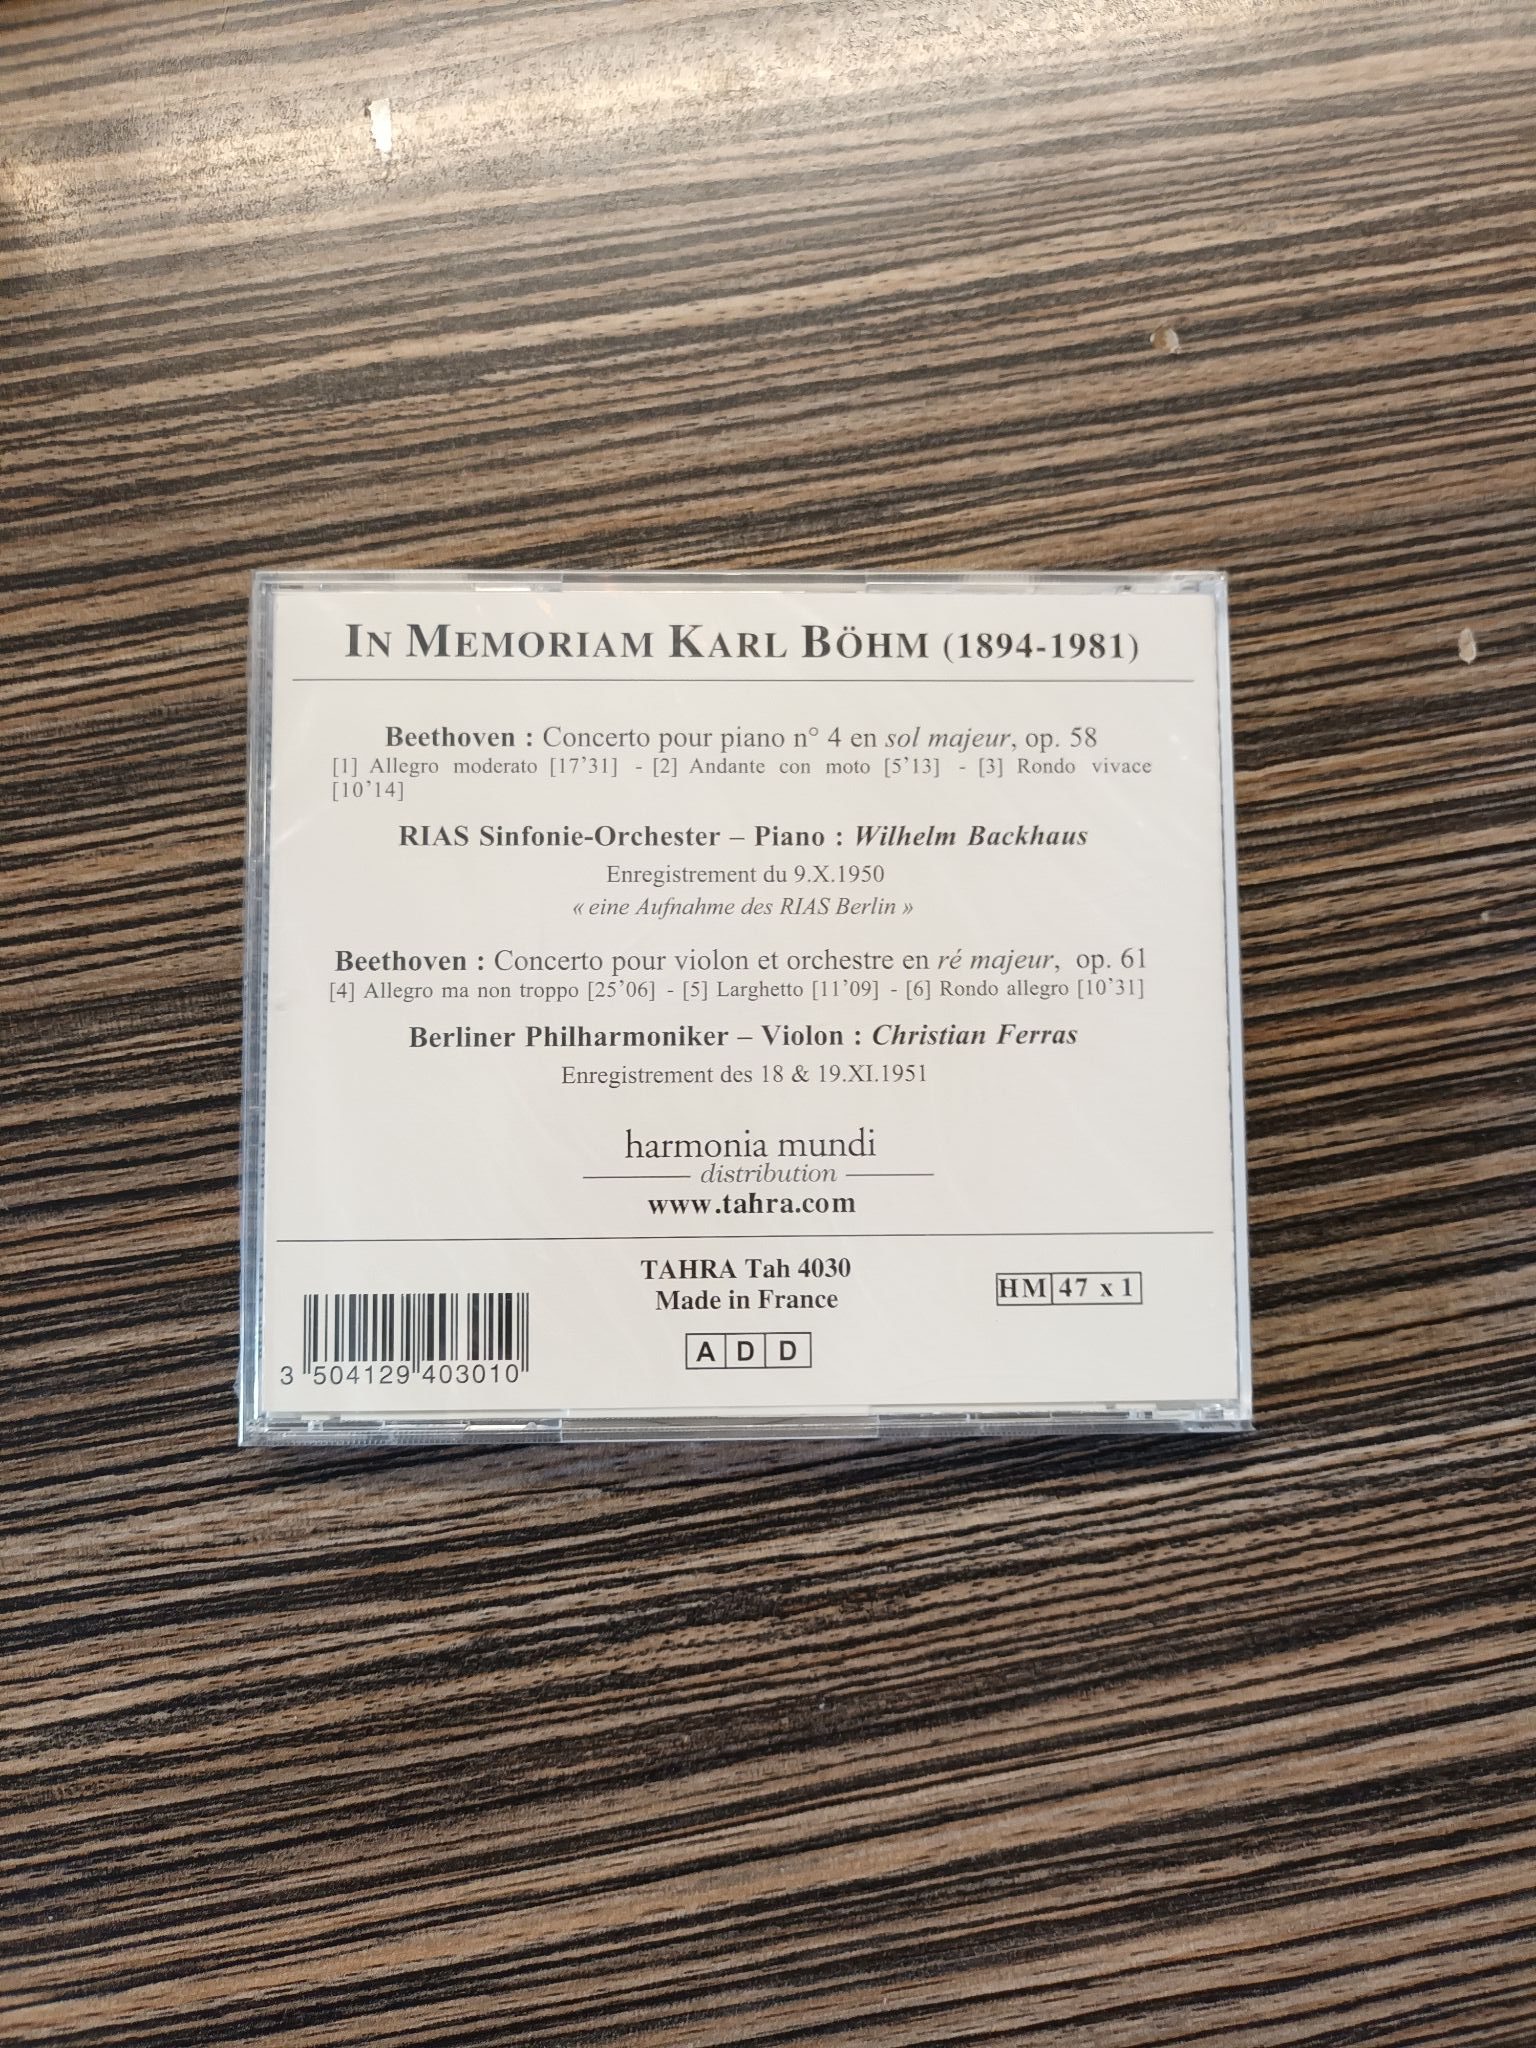 IN MEMORIAM KARL BÖHM (1894-1981)
Beethoven : Concerto pour piano n° 4 en sol majeur, op. 58
[1] Allegro moderato [17’31] - [2] Andante con moto [5’13] - [3] Rondo vivace
[10’14]
RIAS Sinfonie-Orchester – Piano : Wilhelm Backhaus
Enregistrement du 9.X.1950
« eine Aufnahme des RIAS Berlin »
Beethoven : Concerto pour violon et orchestre en ré majeur, op. 61
[4] Allegro ma non troppo [25’06] - [5] Larghetto [11’09] - [6] Rondo allegro [10’31]
Berliner Philharmoniker – Violon : Christian Ferras
Enregistrement des 18 & 19.XI.1951
harmonia mundi
distribution
www.tahra.com
TAHRA Tah 4030
Made in France
HM 47 x 1
A D D
3 504129 403010